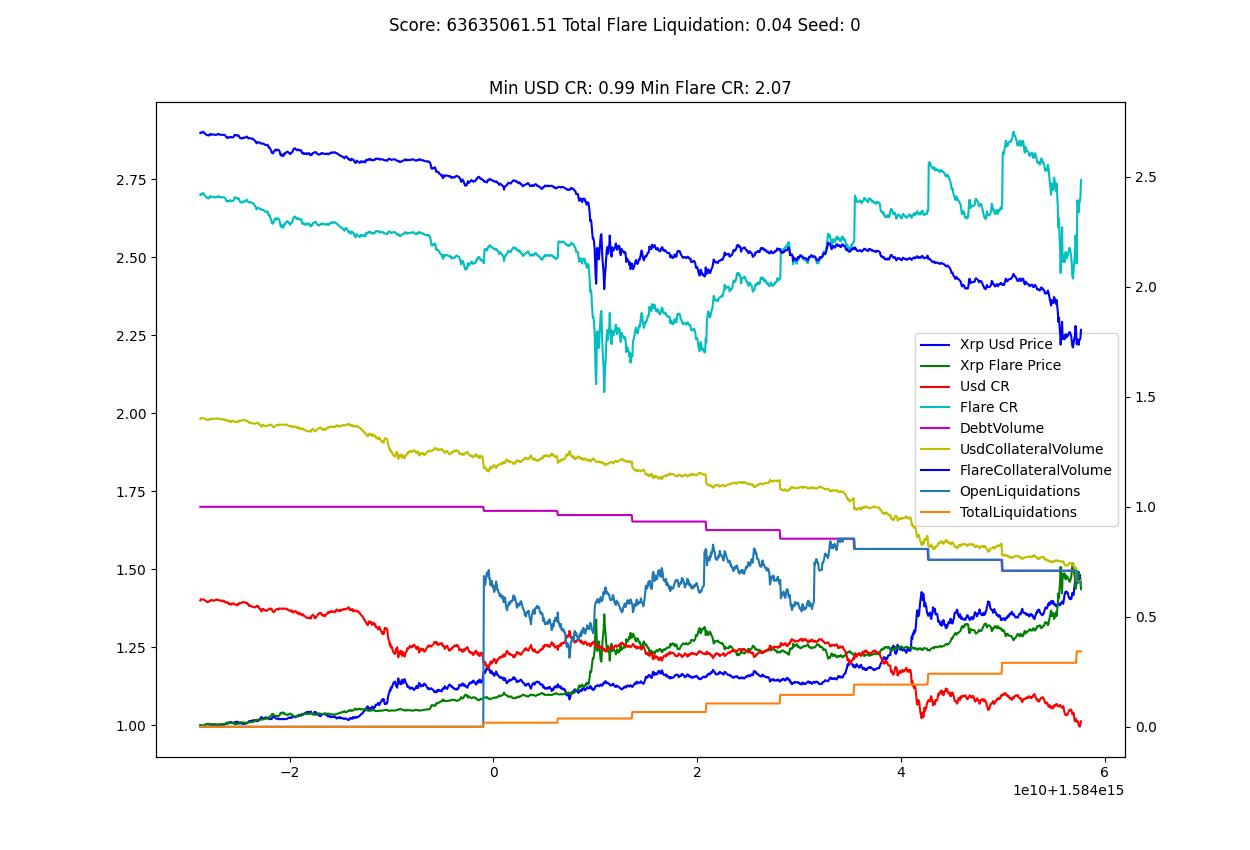 Score: 63635061.51 Total Flare Liquidation: 0.04 Seed: 0
Min USD CR: 0.99 Min Flare CR: 2.07
2.75
2.50
2.25
2.00
1.75
1.50
1.25
1.00
2.5
2.0
1.5
1.0
0.5
0.0
Xrp Usd Price
Xrp Flare Price
Usd CR
Flare CR
DebtVolume
UsdCollateralVolume
FlareCollateralVolume
OpenLiquidations
TotalLiquidations
−2 0 2 4 6
1e10+1.584e15